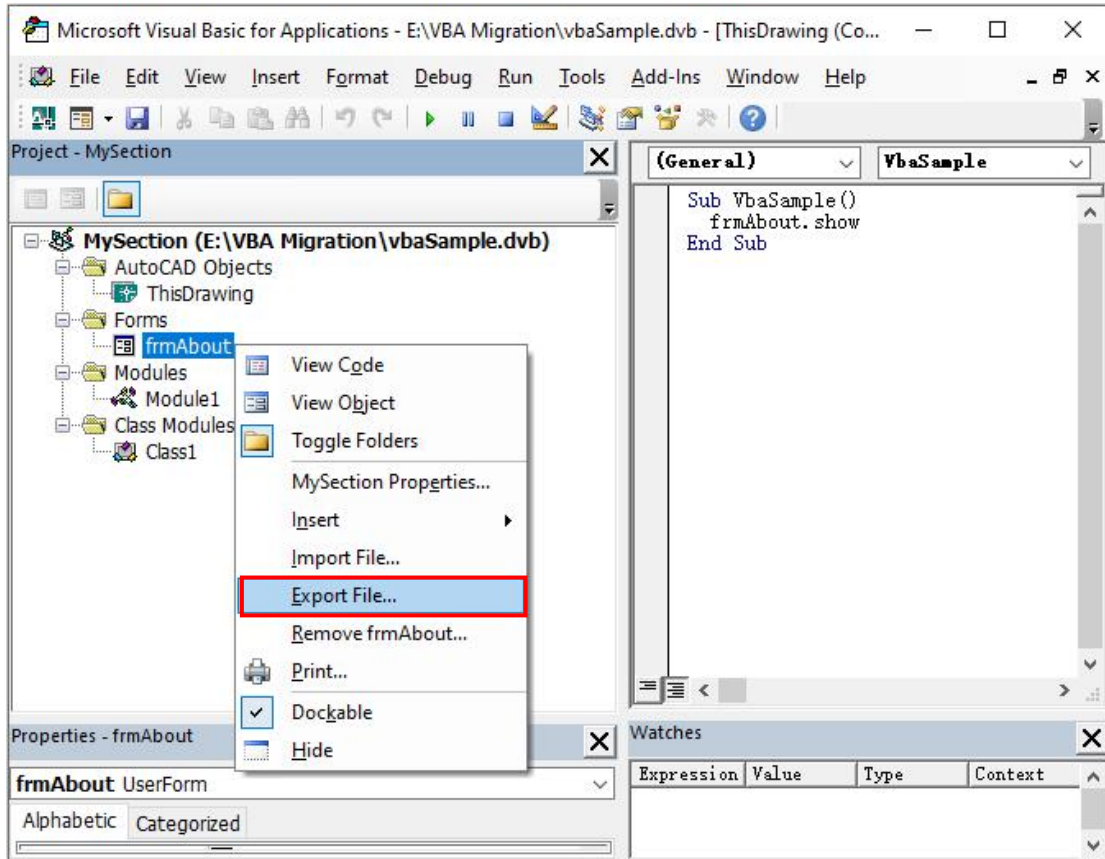 Microsoft Visual Basic for Applications - E:\VBA Migration\vbaSample.dvb - [ThisDrawing (Co...
File Edit View Insert Format Debug Run Tools Add-Ins Window Help
Project - MySection
MySection (E:\VBA Migration\vbaSample.dvb)
AutoCAD Objects
ThisDrawing
Forms
frmAbout
Modules
Module1
Class Modules
Class1
View Code
View Object
Toggle Folders
MySection Properties...
Insert
Import File...
Export File...
Remove frmAbout...
Print...
Dockable
Hide
(General) VbaSample
Sub VbaSample()
frmAbout.show
End Sub
Properties - frmAbout
frmAbout UserForm
Alphabetic Categorized
Watches
Expression Value Type Context